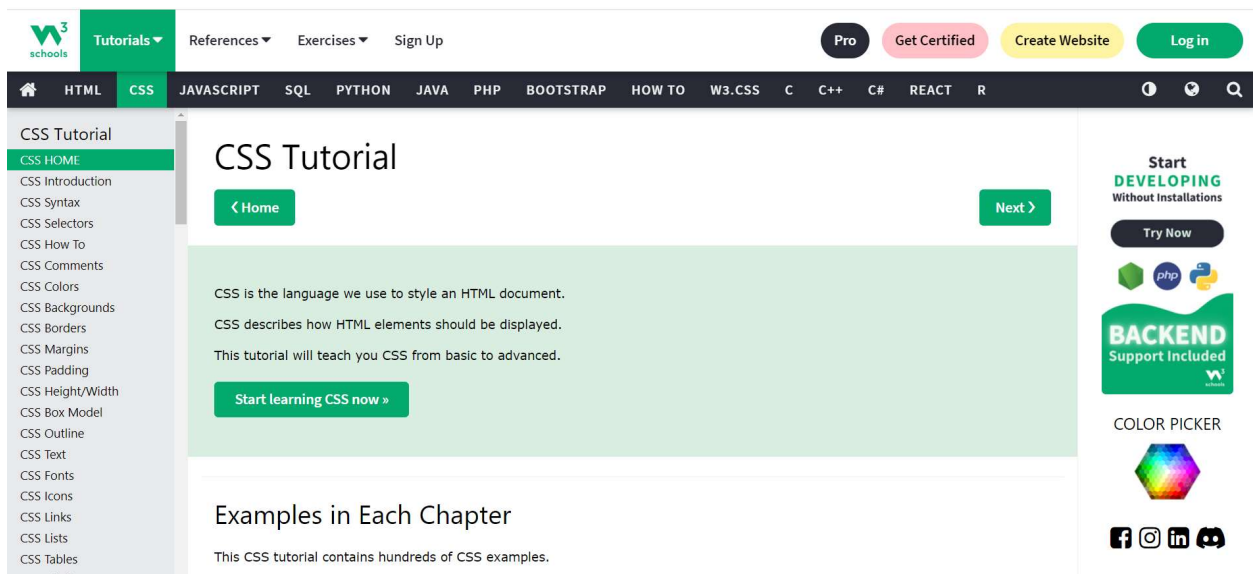 W3 schools
Tutorials References Exercises Sign Up Pro Get Certified Create Website Log in
HTML CSS JAVASCRIPT SQL PYTHON JAVA PHP BOOTSTRAP HOW TO W3.CSS C C++ C# REACT R
CSS Tutorial
CSS HOME
CSS Introduction
CSS Syntax
CSS Selectors
CSS How To
CSS Comments
CSS Colors
CSS Backgrounds
CSS Borders
CSS Margins
CSS Padding
CSS Height/Width
CSS Box Model
CSS Outline
CSS Text
CSS Fonts
CSS Icons
CSS Links
CSS Lists
CSS Tables
CSS Tutorial
❮ Home
Next ❯
CSS is the language we use to style an HTML document.
CSS describes how HTML elements should be displayed.
This tutorial will teach you CSS from basic to advanced.
Start learning CSS now »
Examples in Each Chapter
This CSS tutorial contains hundreds of CSS examples.
Start
DEVELOPING
Without Installations
Try Now
php
BACKEND
Support Included
W3 schools
COLOR PICKER
in